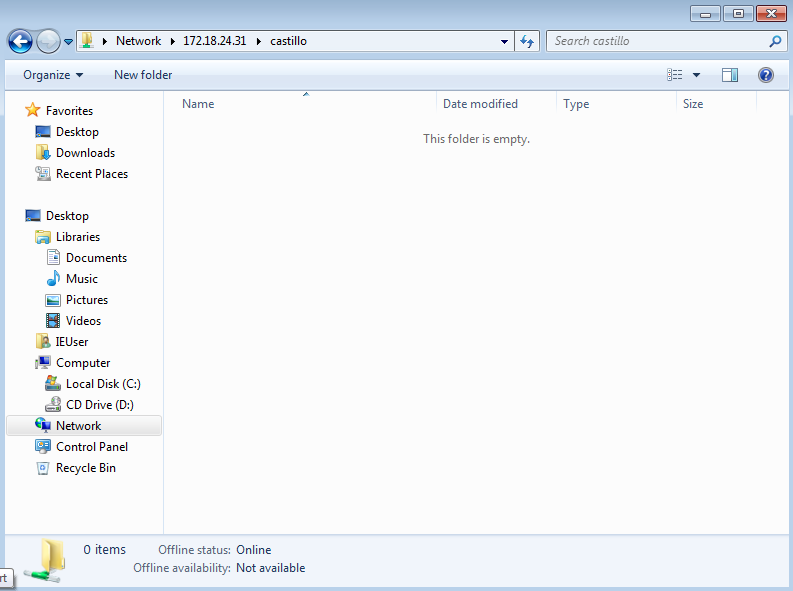 Network 172.18.24.31 castillo
Search castillo
Organize New folder
?
Name Date modified Type Size
This folder is empty.
Favorites
Desktop
Downloads
Recent Places
Desktop
Libraries
Documents
Music
Pictures
Videos
IEUser
Computer
Local Disk (C:)
CD Drive (D:)
Network
Control Panel
Recycle Bin
0 items Offline status: Online
Offline availability: Not available
rt